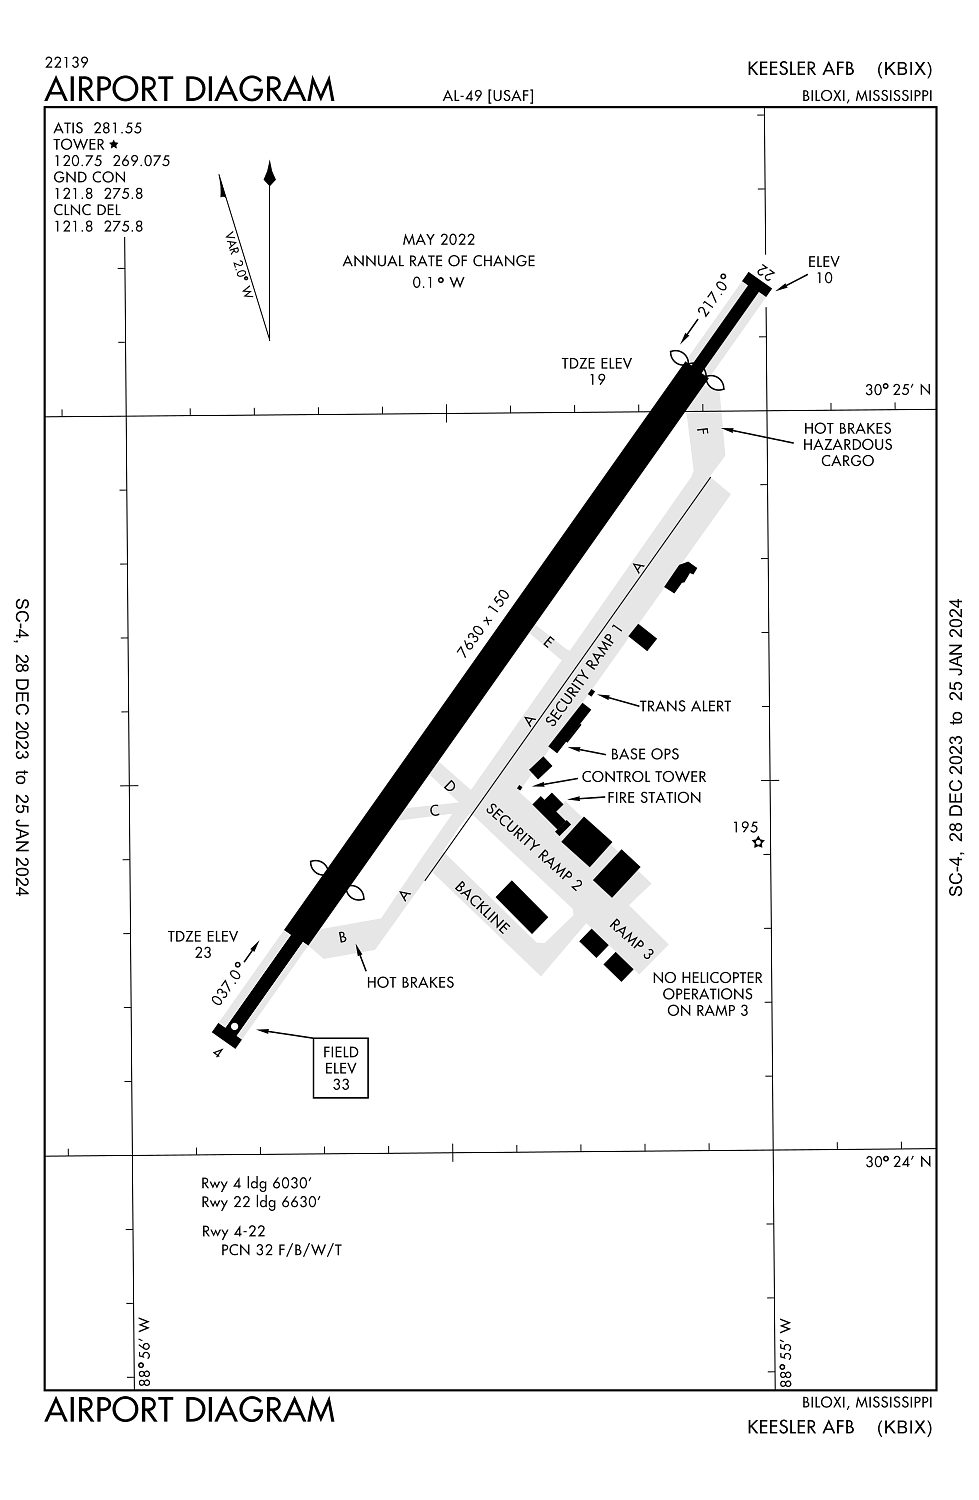 22139
AIRPORT DIAGRAM
AL-49 [USAF]
KEESLER AFB (KBIX)
BILOXI, MISSISSIPPI
ATIS 281.55
TOWER ★
120.75 269.075
GND CON
121.8 275.8
CLNC DEL
121.8 275.8
VAR 2.0° W
MAY 2022
ANNUAL RATE OF CHANGE
0.1° W
22
ELEV
10
217.0°
TDZE ELEV
19
30° 25' N
F
HOT BRAKES
HAZARDOUS
CARGO
A
7630 x 150
E
SECURITY RAMP 1
A
TRANS ALERT
BASE OPS
CONTROL TOWER
FIRE STATION
D
C
SECURITY RAMP 2
195
A
BACKLINE
B
RAMP 3
TDZE ELEV
23
037.0°
HOT BRAKES
NO HELICOPTER
OPERATIONS
ON RAMP 3
4
FIELD
ELEV
33
30° 24' N
Rwy 4 ldg 6030'
Rwy 22 ldg 6630'
Rwy 4-22
PCN 32 F/B/W/T
88° 56' W
88° 55' W
SC-4, 28 DEC 2023 to 25 JAN 2024
SC-4, 28 DEC 2023 to 25 JAN 2024
AIRPORT DIAGRAM
BILOXI, MISSISSIPPI
KEESLER AFB (KBIX)